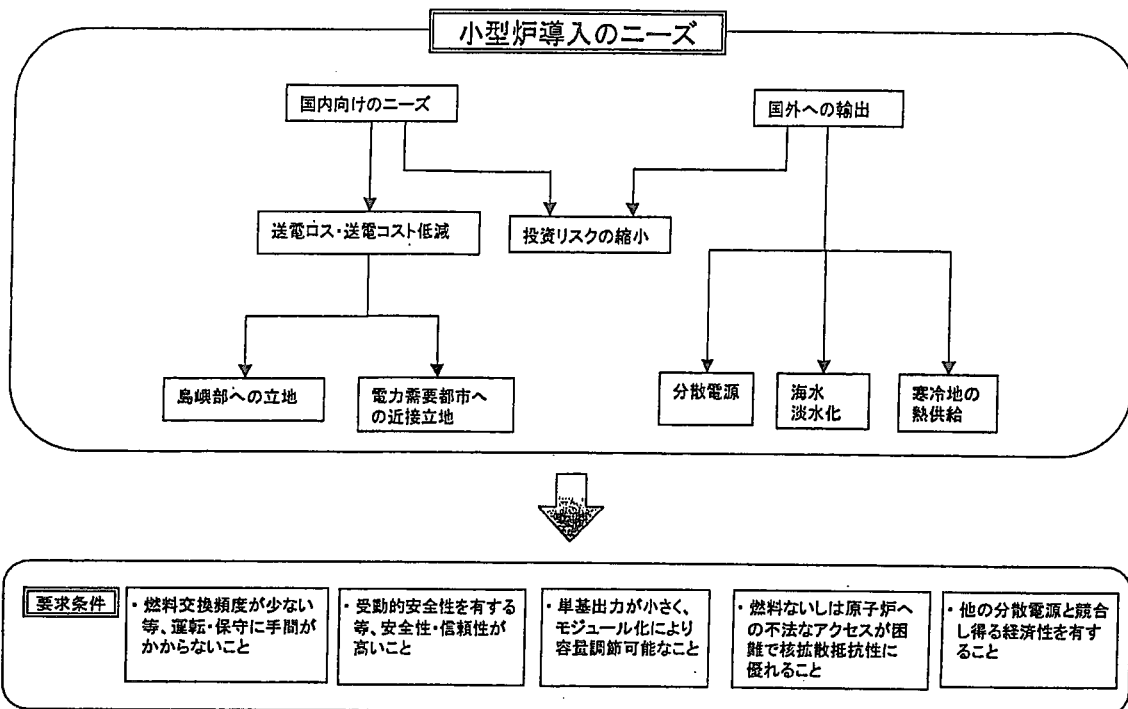 小型炉導入のニーズ
国内向けのニーズ
国外への輸出
送電ロス・送電コスト低減
投資リスクの縮小
島嶼部への立地
電力需要都市へ
の近接立地
分散電源
海水
淡水化
寒冷地の
熱供給
要求条件
・燃料交換頻度が少ない
等、運転・保守に手間が
かからないこと
・受動的安全性を有する
等、安全性・信頼性が
高いこと
・単基出力が小さく、
モジュール化により
容量調節可能なこと
・燃料ないしは原子炉へ
の不法なアクセスが困
難で核拡散抵抗性に
優れること
・他の分散電源と競合
し得る経済性を有す
ること